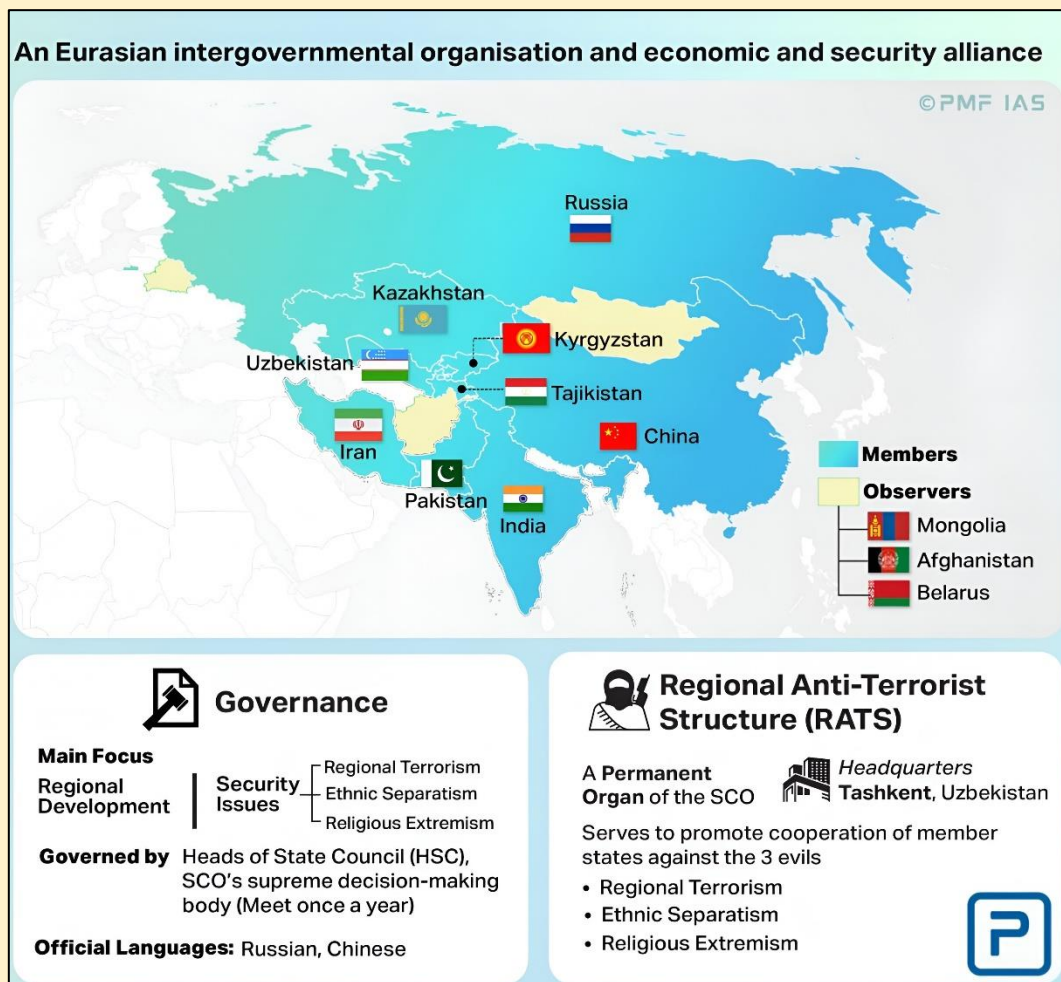 An Eurasian intergovernmental organisation and economic and security alliance
©PMF IAS
Russia
Kazakhstan
Kyrgyzstan
Uzbekistan
Tajikistan
China
Iran
Pakistan
India
Members
Observers
Mongolia
Afghanistan
Belarus
Governance
Main Focus
Regional
Development
Security
Issues
Regional Terrorism
Ethnic Separatism
Religious Extremism
Governed by Heads of State Council (HSC),
SCO's supreme decision-making
body (Meet once a year)
Official Languages: Russian, Chinese
Regional Anti-Terrorist
Structure (RATS)
A Permanent
Organ of the SCO
Headquarters
Tashkent, Uzbekistan
Serves to promote cooperation of member
states against the 3 evils
• Regional Terrorism
• Ethnic Separatism
• Religious Extremism
P